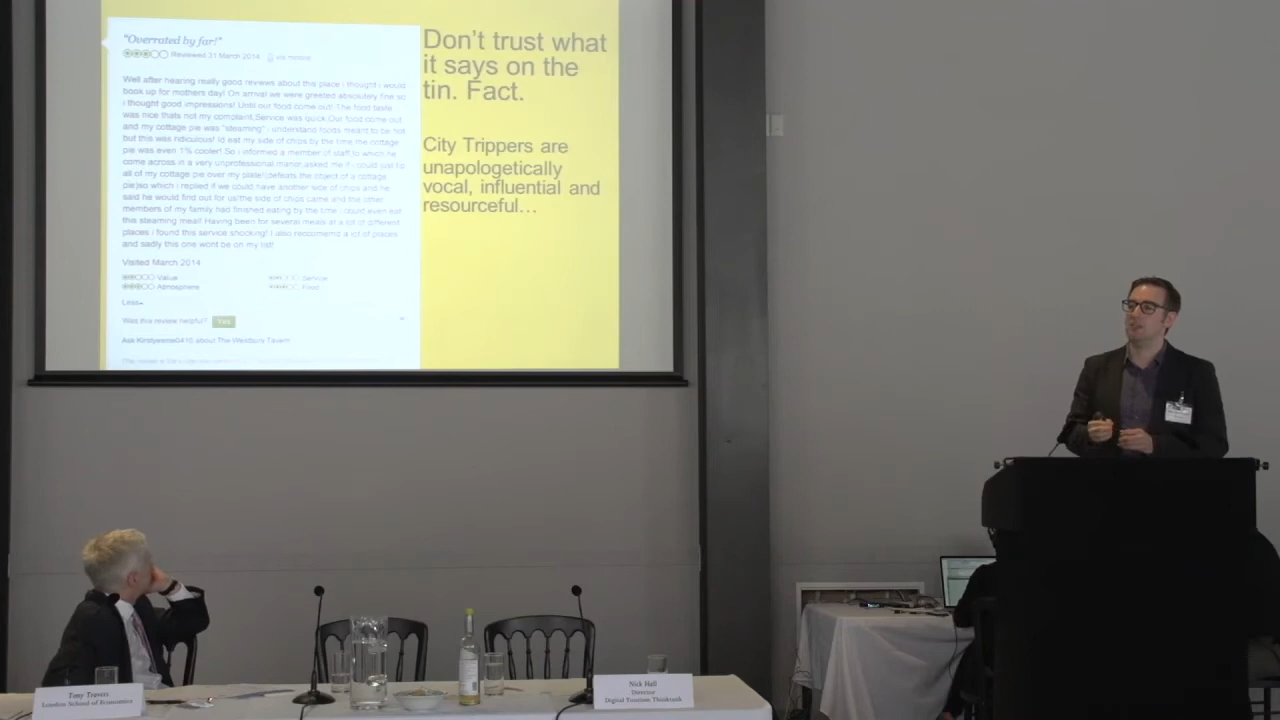 "Overrated by far!"
Reviewed 31 March 2014 via mobile
Well after hearing really good reviews about this place i thought i would
book up for mothers day! On arrival we were greeted absolutely fine so
i thought good impressions! Until our food come out! The food taste
was nice thats not my complaint,Service was quick.Our food come out
and my cottage pie was "steaming" i understand foods meant to be hot
but this was ridiculous! Id eat my side of chips by the time me cottage
pie was even 1% cooler! So i informed a member of staff,to which he
come across in a very unprofessional manor,asked me if i could just tip
all of my cottage pie over my plate!(defeats the object of a cottage
pie)so which i replied if we could have another side of chips and he
said he would find out for us!the side of chips came and the other
members of my family had finished eating by the time i could even eat
this steaming meal! Having been for several meals at a lot of different
places i found this service shocking! I also recommend a lot of places
and sadly this one wont be on my list!
Visited March 2014
Value Service
Atmosphere Food
Less
Was this review helpful? Yes
about The Westbury Tavern
Don't trust what
it says on the
tin. Fact.
City Trippers are
unapologetically
vocal, influential and
resourceful...
Tony Travers
London School of Economics
Nick Hall
Director
Digital Tourism Thinktank